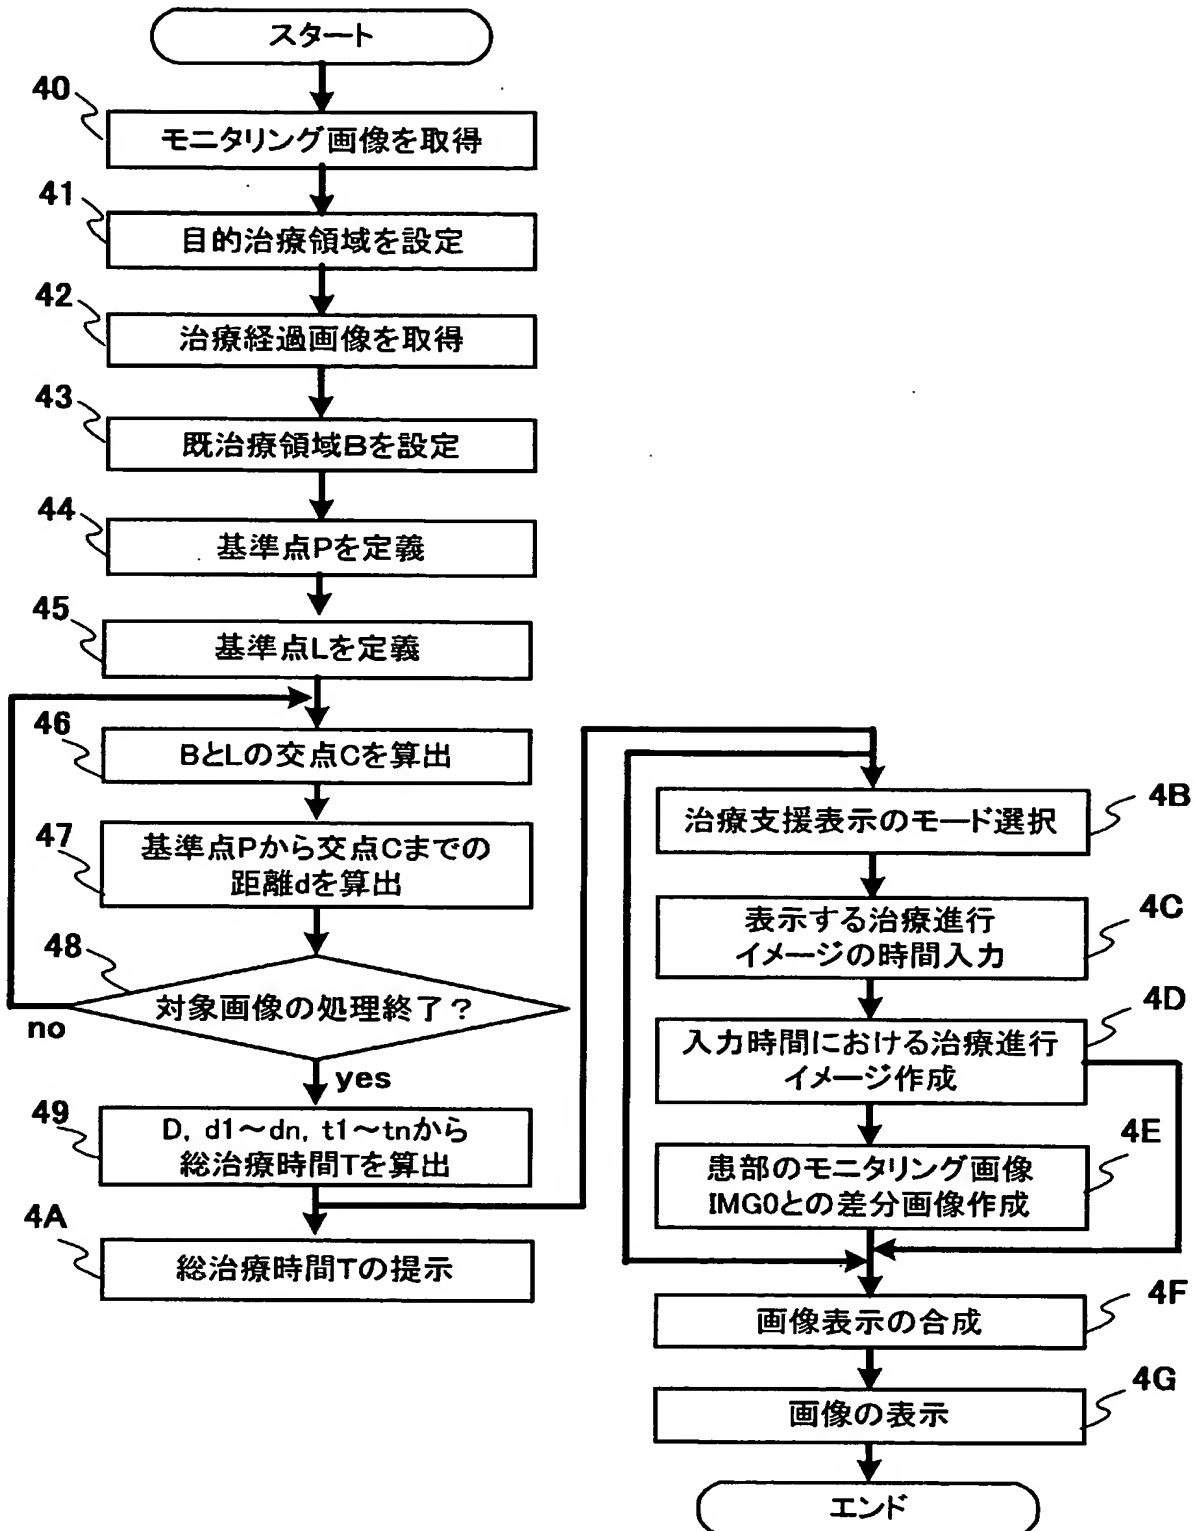 スタート
40
モニタリング画像を取得
41
目的治療領域を設定
42
治療経過画像を取得
43
既治療領域Bを設定
44
基準点Pを定義
45
基準点Lを定義
46
BとLの交点Cを算出
47
基準点Pから交点Cまでの
距離dを算出
48
対象画像の処理終了？
no
yes
49
D, d1～dn, t1～tnから
総治療時間Tを算出
4A
総治療時間Tの提示
4B
治療支援表示のモード選択
4C
表示する治療進行
イメージの時間入力
4D
入力時間における治療進行
イメージ作成
4E
患部のモニタリング画像
IMG0との差分画像作成
4F
画像表示の合成
4G
画像の表示
エンド